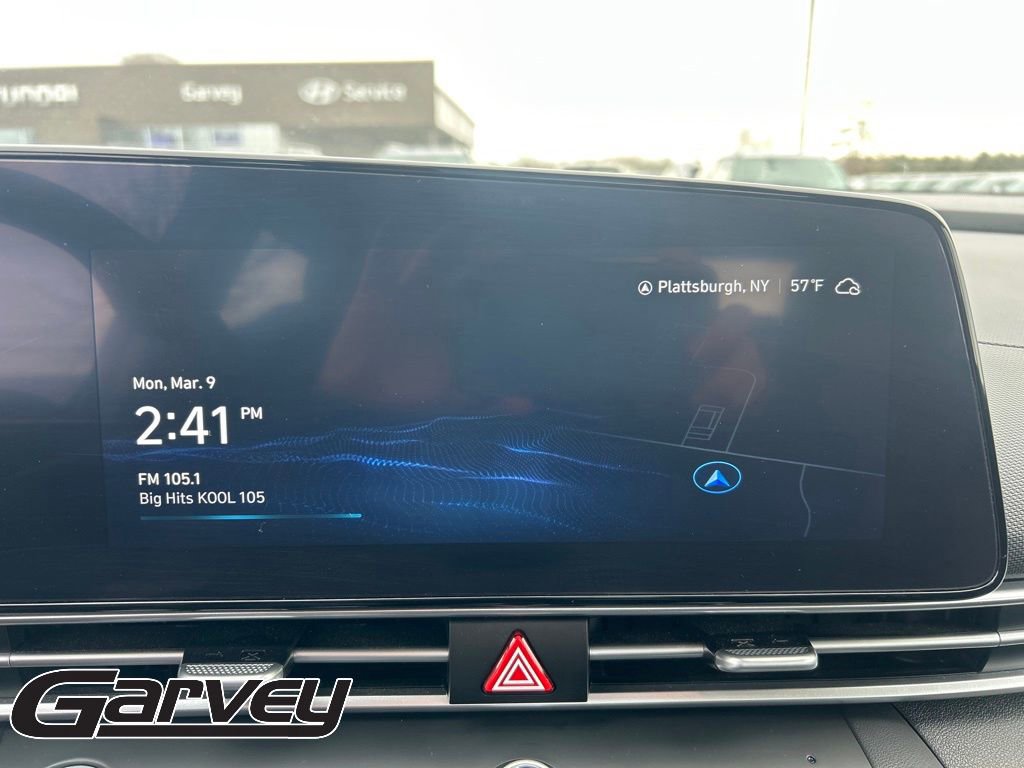 Hyundai Garvey Service
Plattsburgh, NY 57°F
Mon, Mar. 9
2:41 PM
FM 105.1
Big Hits KOOL 105
Garvey